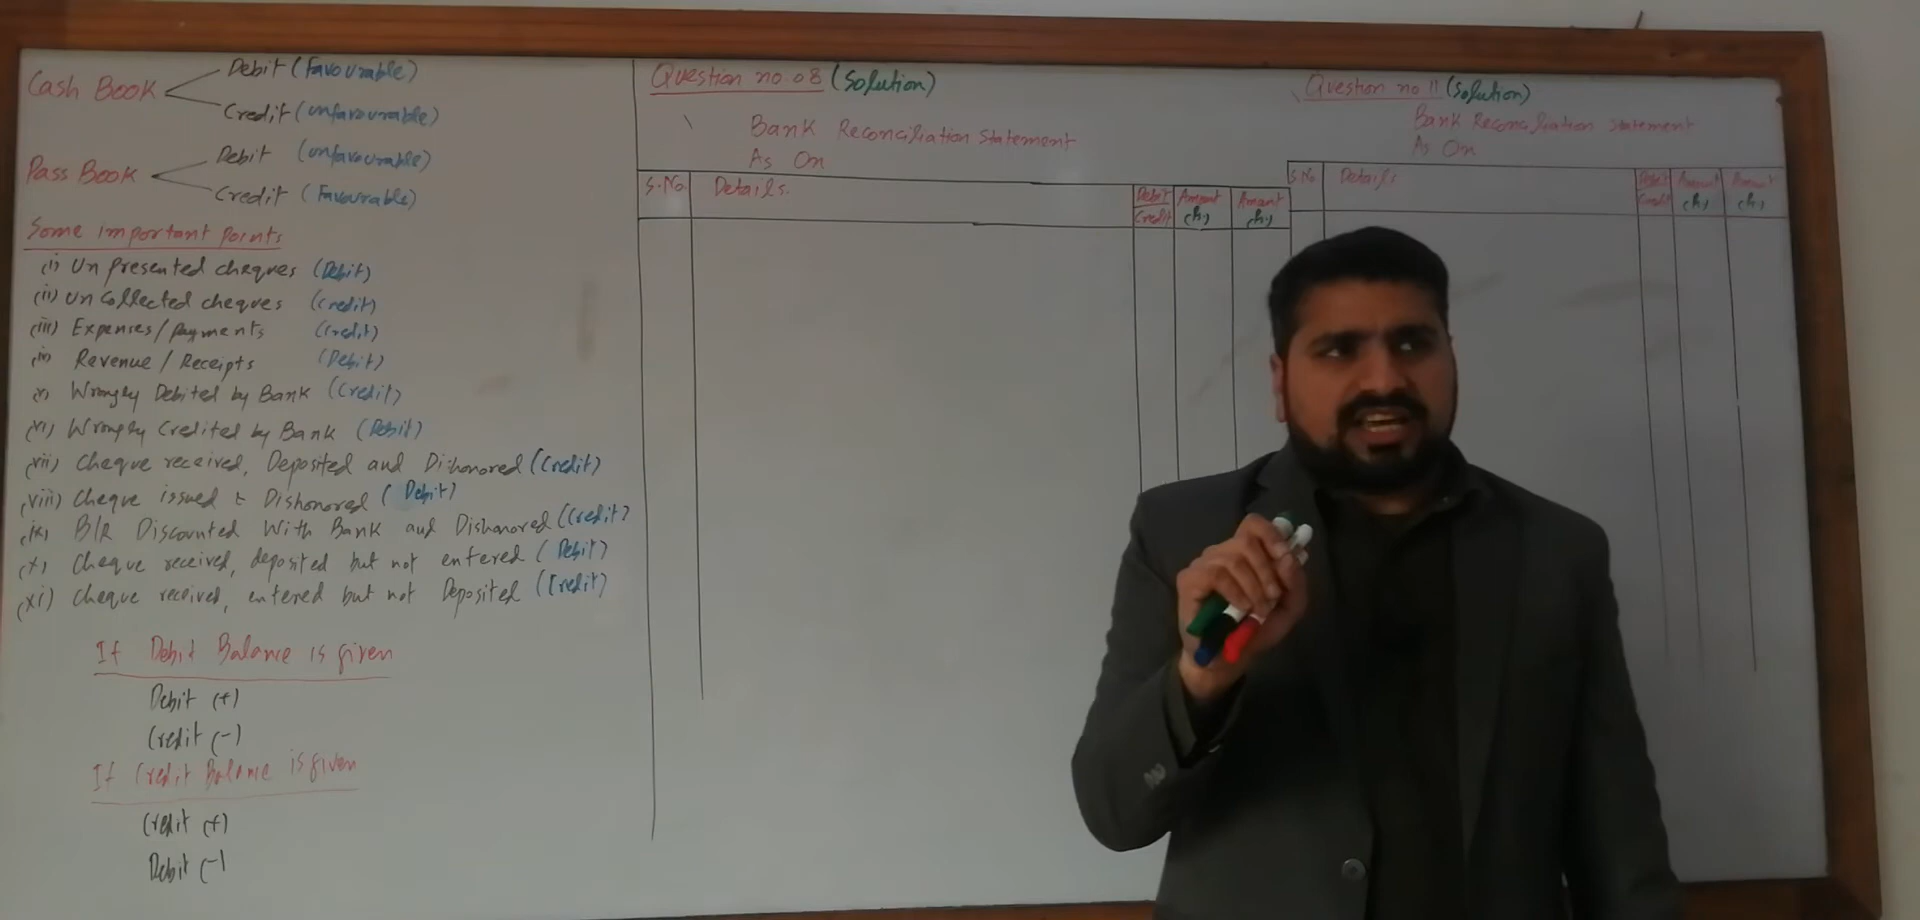 Cash Book
Debit (Favourable)
Credit (unfavourable)
Pass Book
Debit (unfavourable)
Credit (Favourable)
Some important points
(i) Un presented cheques (Debit)
(ii) Un collected cheques (Credit)
(iii) Expenses/Payments (Credit)
(iv) Revenue / Receipts (Debit)
(v) Wrongly Debited by Bank (Credit)
(vi) Wrongly Credited by Bank (Debit)
(vii) Cheque received, Deposited and Dishonored (Credit)
(viii) Cheque issued & Dishonored (Debit)
(ix) B/R Discounted With Bank and Dishonored (Credit)
(x) Cheque received, deposited but not entered (Debit)
(xi) Cheque received, entered but not Deposited (Credit)
If Debit Balance is given
Debit (+)
Credit (-)
If Credit Balance is given
Credit (+)
Debit (-)
Question no. 08 (Solution)
Bank Reconciliation Statement
As On
S.No. Details. Debit Amount Amount
Credit
Question no 11 (Solution)
Bank Reconciliation Statement
As On
S.No Details Debit Amount Amount
Credit